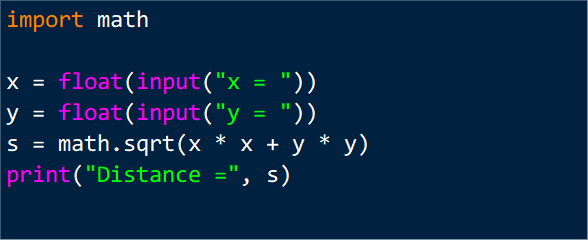 import math
x = float(input("x = "))
y = float(input("y = "))
s = math.sqrt(x * x + y * y)
print("Distance =", s)